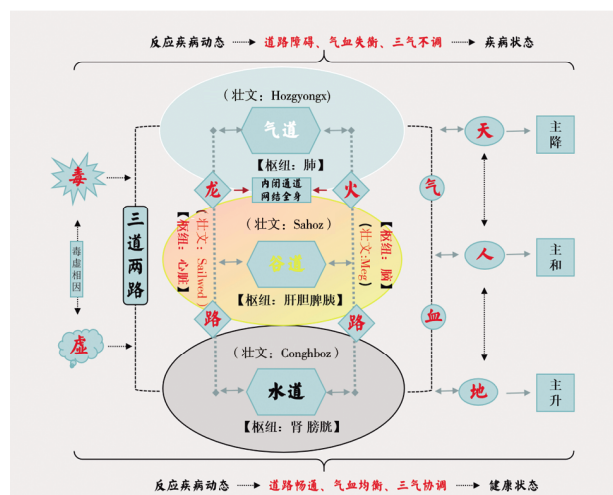 反应疾病动态 道路障碍、气血失衡、三气不调 疾病状态
（壮文：Hozgyongx）
气道
【枢纽：肺】
天
主降
毒
龙
内闭通道
网结全身
火
气
三道两路
毒虚相因
【枢纽：心脏】
（壮文：Sailwed）
（壮文：Sahoz）
谷道
【枢纽：肝胆脾胰】
【枢纽：脑】
（壮文:Meg）
人
主和
虚
路
路
血
（壮文：Conghboz）
水道
【枢纽：肾 膀胱】
地
主升
反应疾病动态 道路畅通、气血均衡、三气协调 健康状态